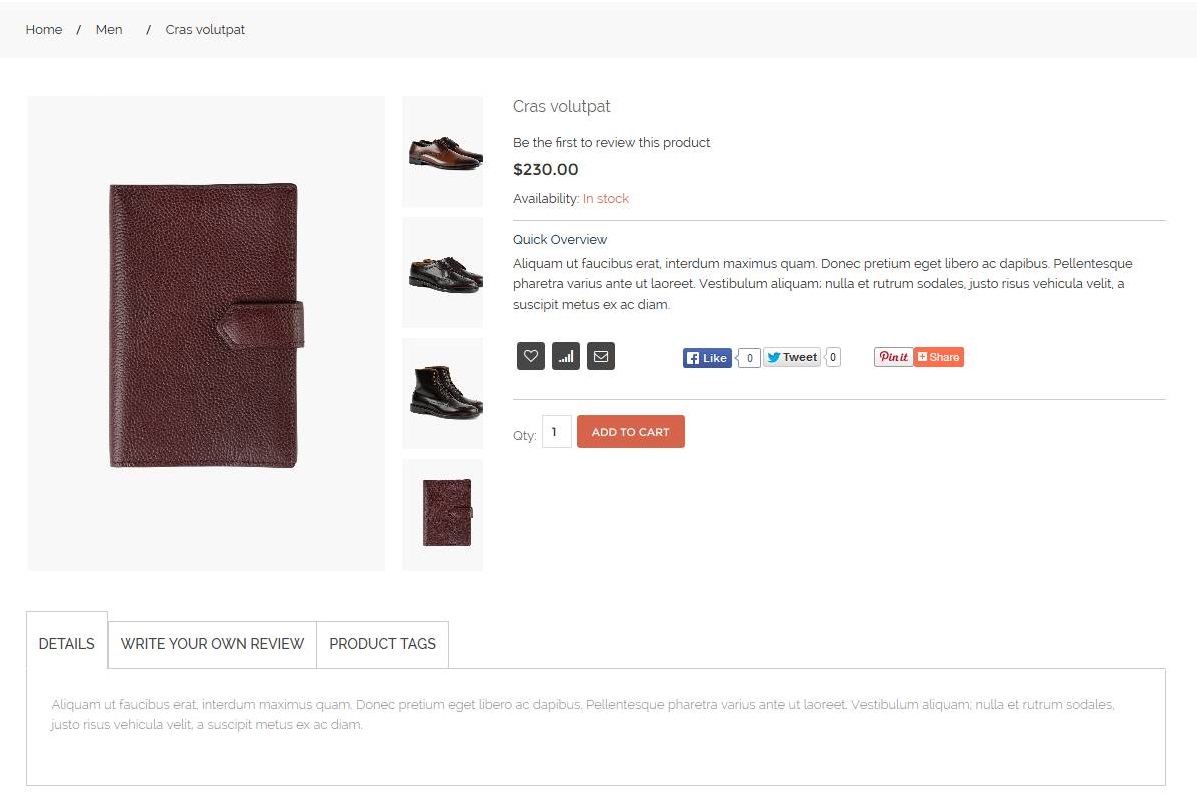 Home / Men / Cras volutpat
Cras volutpat
Be the first to review this product
$230.00
Availability: In stock
Quick Overview
Aliquam ut faucibus erat, interdum maximus quam. Donec pretium eget libero ac dapibus. Pellentesque
pharetra varius ante ut laoreet. Vestibulum aliquam; nulla et rutrum sodales, justo risus vehicula velit, a
suscipit metus ex ac diam.
Like 0 Tweet 0 Pin it Share
Qty: 1 ADD TO CART
DETAILS WRITE YOUR OWN REVIEW PRODUCT TAGS
Aliquam ut faucibus erat, interdum maximus quam. Donec pretium eget libero ac dapibus. Pellentesque pharetra varius ante ut laoreet. Vestibulum aliquam; nulla et rutrum sodales,
justo risus vehicula velit, a suscipit metus ex ac diam.